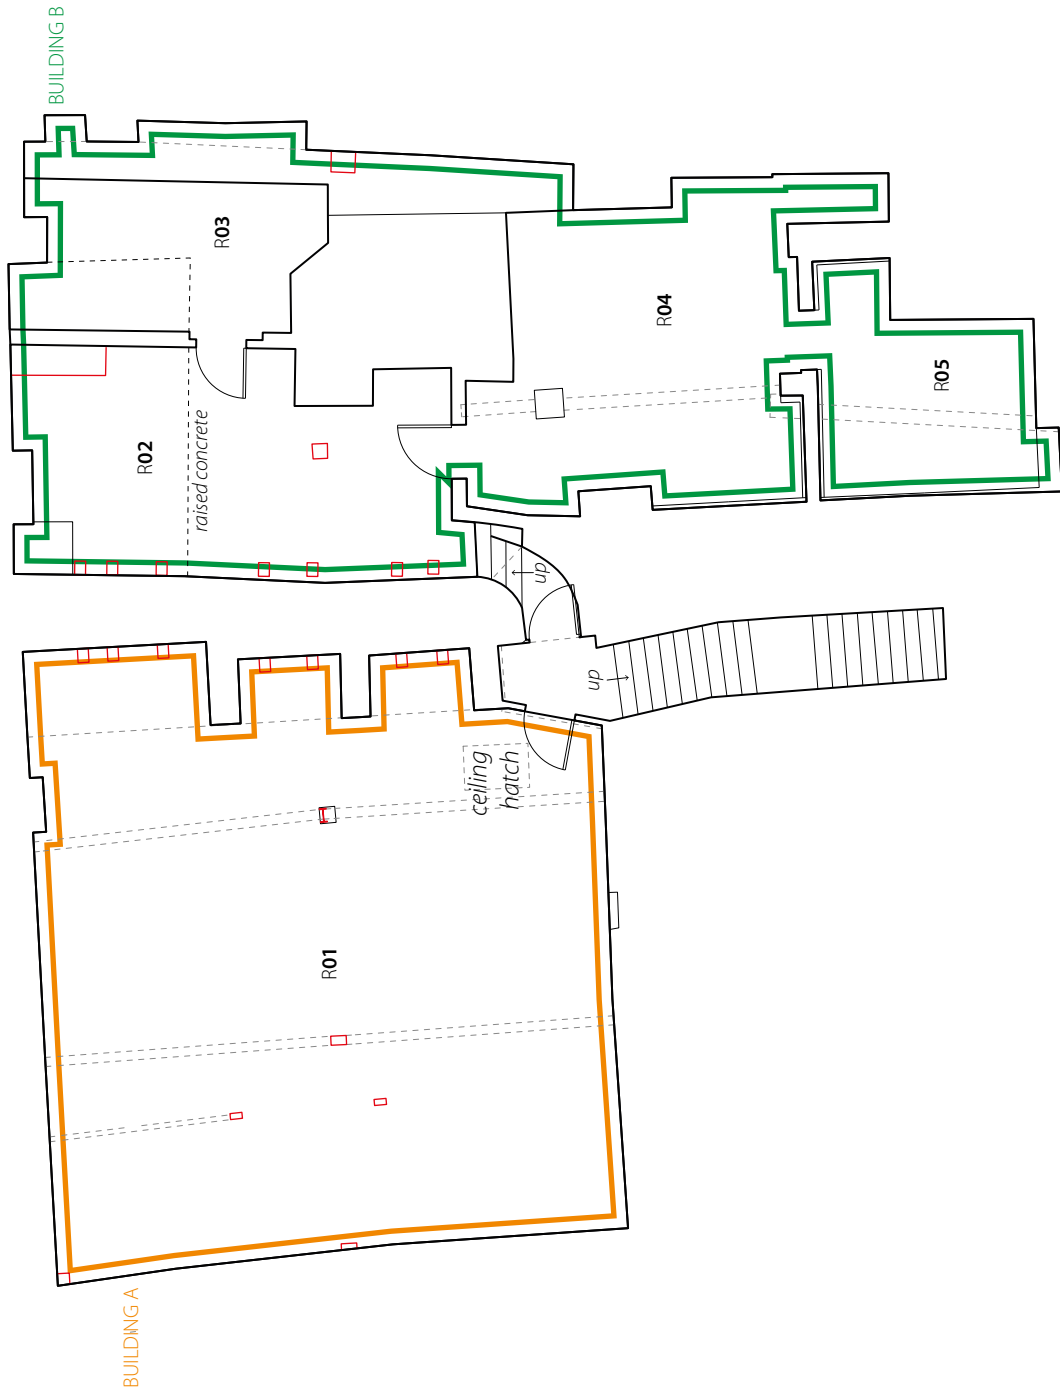 BUILDING B
R03
R04
R05
R02
raised concrete
up
up
ceiling
hatch
R01
BUILDING A